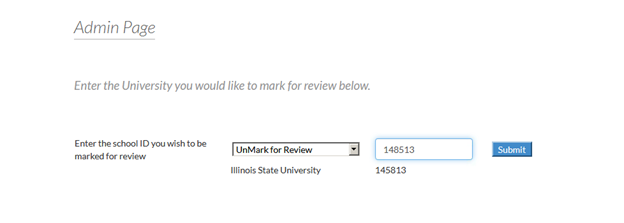 Admin Page
Enter the University you would like to mark for review below.
Enter the school ID you wish to be
marked for review
UnMark for Review
148513
Submit
Illinois State University
145813